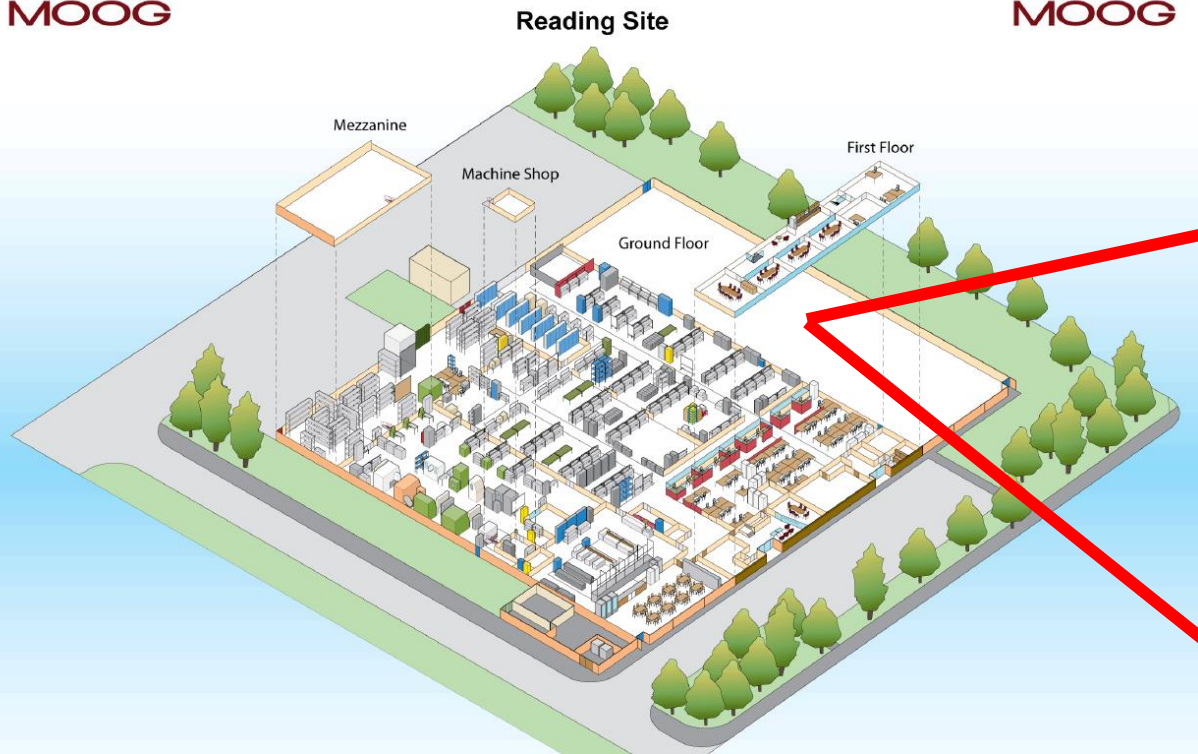 MOOG
Reading Site
MOOG
Mezzanine
First Floor
Machine Shop
Ground Floor